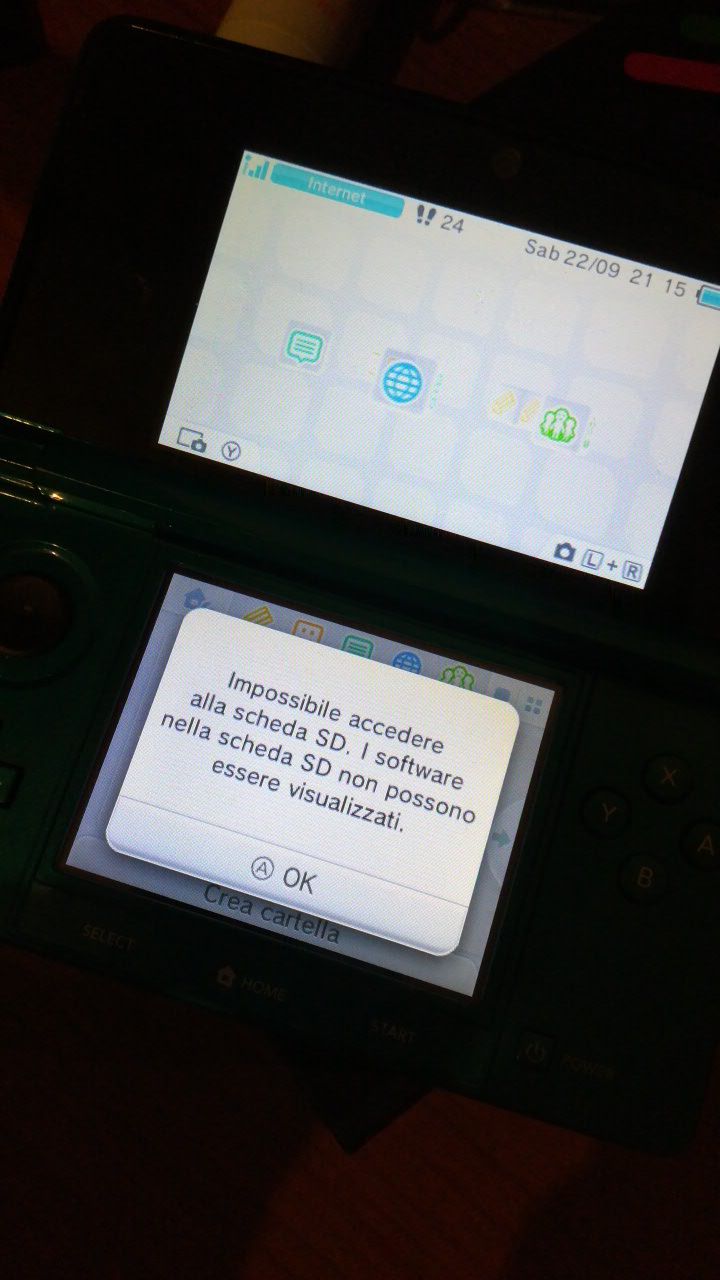 Internet
24
Sab 22/09 21 15
Y
L + R
Impossibile accedere
alla scheda SD. I software
nella scheda SD non possono
essere visualizzati.
A OK
Crea cartella
X
Y
A
B
SELECT
HOME
START
POWER